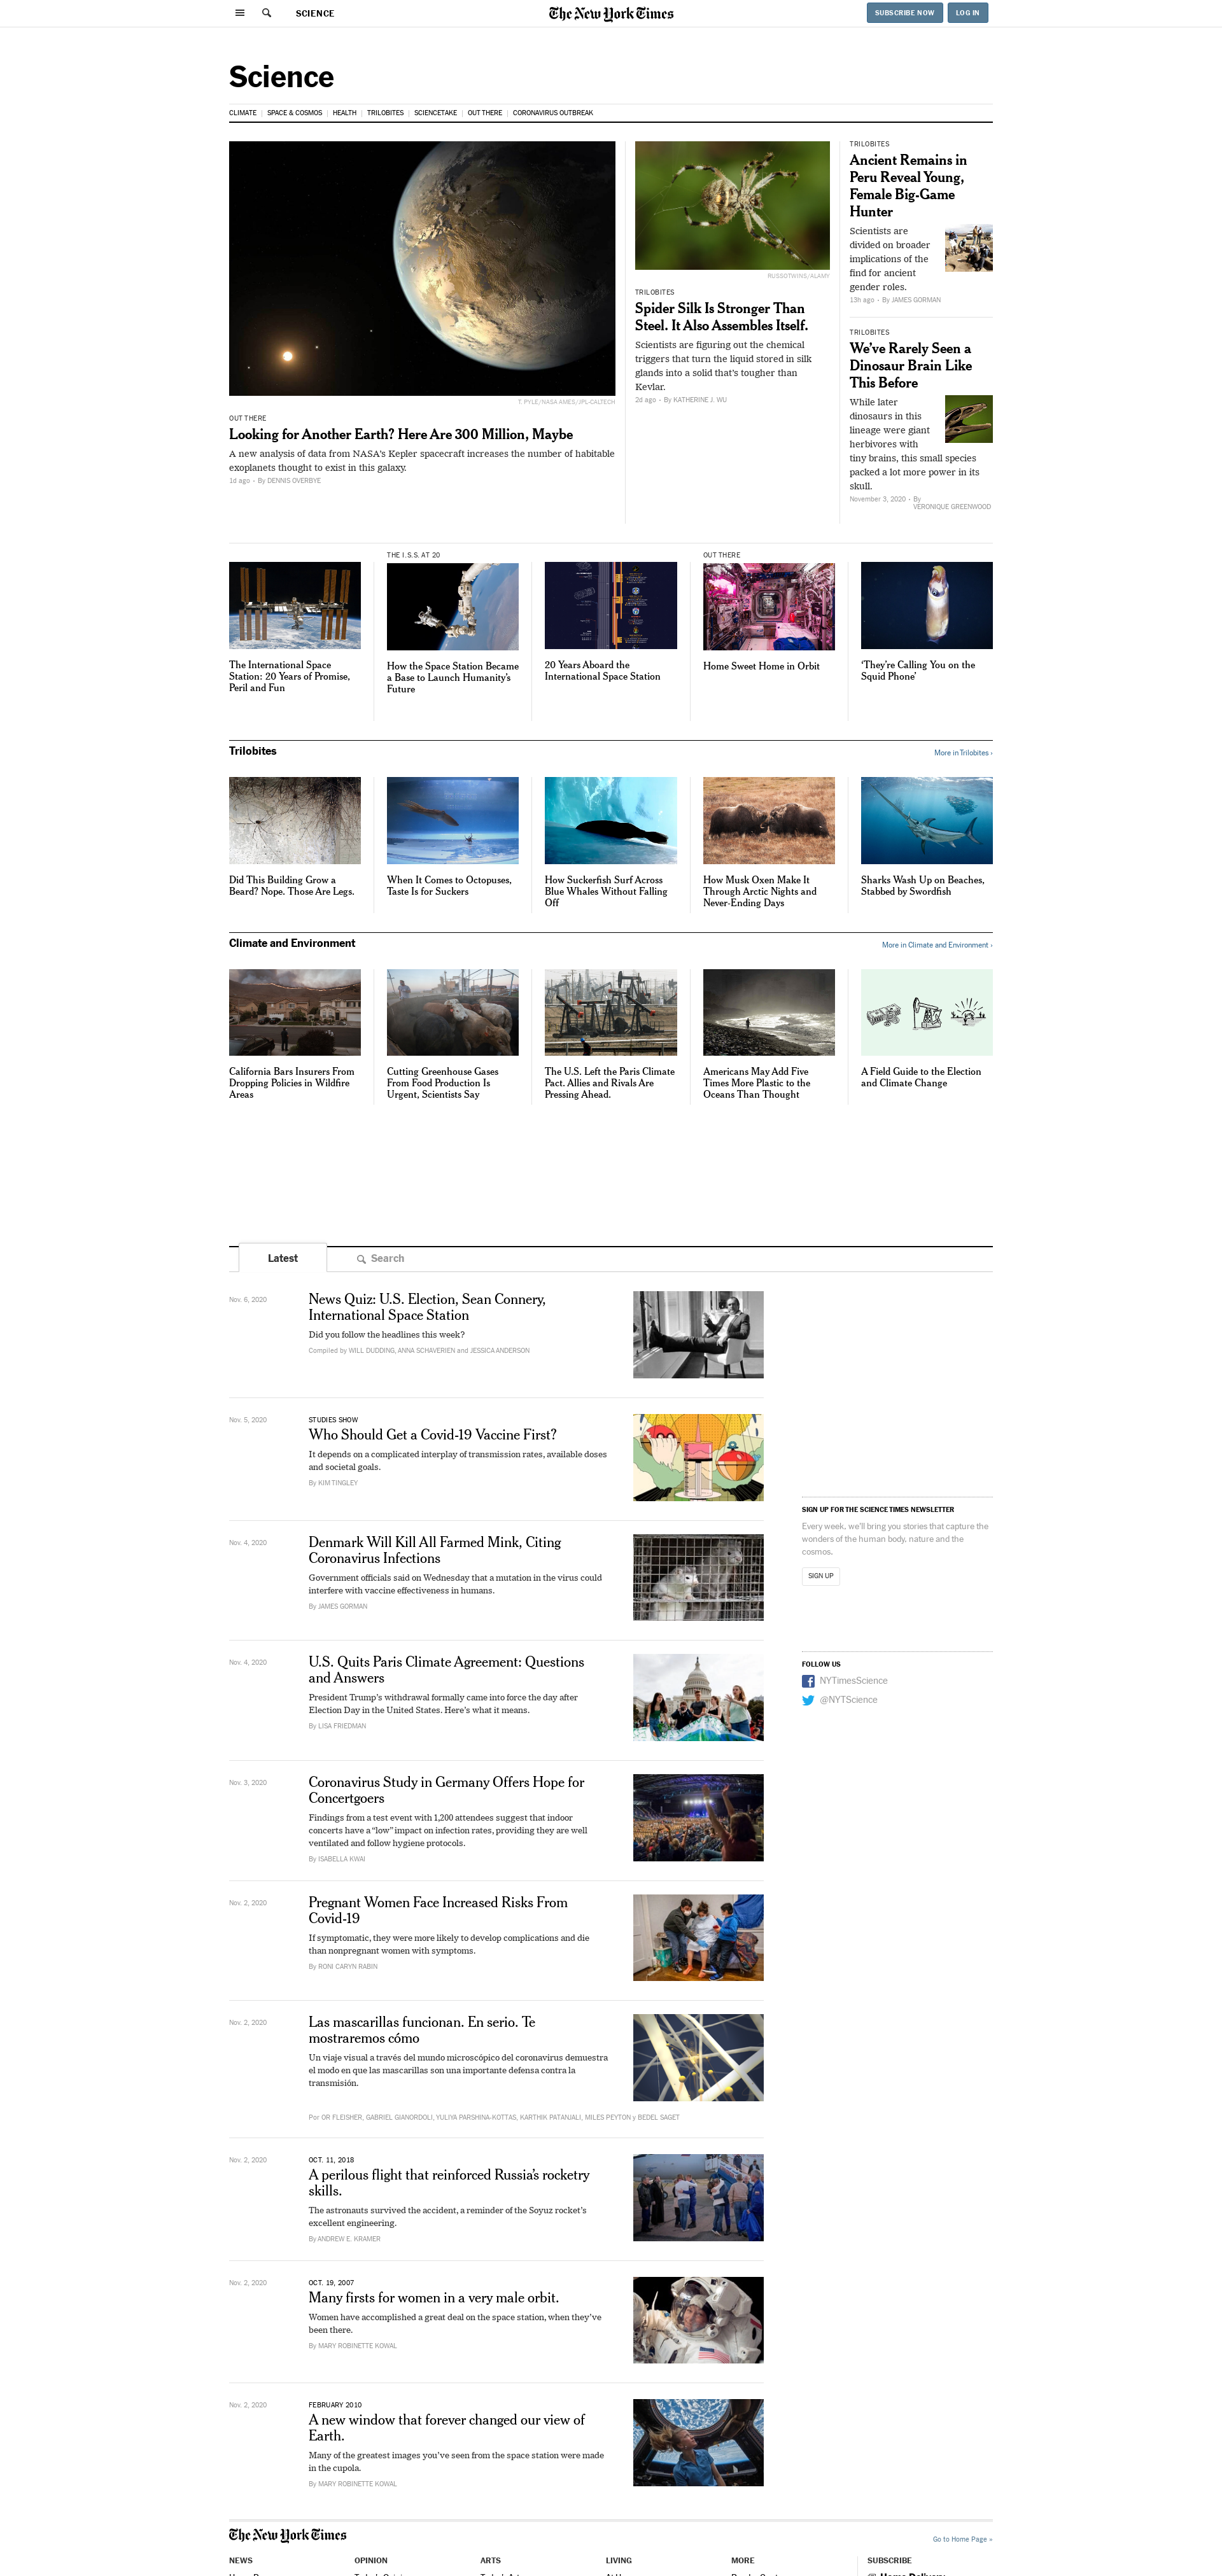 SCIENCE
The New York Times
SUBSCRIBE NOW
LOG IN
Science
CLIMATE
SPACE & COSMOS
HEALTH
TRILOBITES
SCIENCETAKE
OUT THERE
CORONAVIRUS OUTBREAK
T. PYLE/NASA AMES/JPL-CALTECH
OUT THERE
Looking for Another Earth? Here Are 300 Million, Maybe
A new analysis of data from NASA's Kepler spacecraft increases the number of habitable
exoplanets thought to exist in this galaxy.
1d ago • By DENNIS OVERBYE
RUSSOTWINS/ALAMY
TRILOBITES
Spider Silk Is Stronger Than
Steel. It Also Assembles Itself.
Scientists are figuring out the chemical
triggers that turn the liquid stored in silk
glands into a solid that's tougher than
Kevlar.
2d ago • By KATHERINE J. WU
TRILOBITES
Ancient Remains in
Peru Reveal Young,
Female Big-Game
Hunter
Scientists are
divided on broader
implications of the
find for ancient
gender roles.
13h ago • By JAMES GORMAN
TRILOBITES
We've Rarely Seen a
Dinosaur Brain Like
This Before
While later
dinosaurs in this
lineage were giant
herbivores with
tiny brains, this small species
packed a lot more power in its
skull.
November 3, 2020 • By
VERONIQUE GREENWOOD
The International Space
Station: 20 Years of Promise,
Peril and Fun
THE I.S.S. AT 20
How the Space Station Became
a Base to Launch Humanity's
Future
20 Years Aboard the
International Space Station
OUT THERE
Home Sweet Home in Orbit
'They're Calling You on the
Squid Phone'
Trilobites
More in Trilobites ›
Did This Building Grow a
Beard? Nope. Those Are Legs.
When It Comes to Octopuses,
Taste Is for Suckers
How Suckerfish Surf Across
Blue Whales Without Falling
Off
How Musk Oxen Make It
Through Arctic Nights and
Never-Ending Days
Sharks Wash Up on Beaches,
Stabbed by Swordfish
Climate and Environment
More in Climate and Environment ›
California Bars Insurers From
Dropping Policies in Wildfire
Areas
Cutting Greenhouse Gases
From Food Production Is
Urgent, Scientists Say
The U.S. Left the Paris Climate
Pact. Allies and Rivals Are
Pressing Ahead.
Americans May Add Five
Times More Plastic to the
Oceans Than Thought
A Field Guide to the Election
and Climate Change
Latest
Search
Nov. 6, 2020
News Quiz: U.S. Election, Sean Connery,
International Space Station
Did you follow the headlines this week?
Compiled by WILL DUDDING, ANNA SCHAVERIEN and JESSICA ANDERSON
Nov. 5, 2020
STUDIES SHOW
Who Should Get a Covid-19 Vaccine First?
It depends on a complicated interplay of transmission rates, available doses
and societal goals.
By KIM TINGLEY
Nov. 4, 2020
Denmark Will Kill All Farmed Mink, Citing
Coronavirus Infections
Government officials said on Wednesday that a mutation in the virus could
interfere with vaccine effectiveness in humans.
By JAMES GORMAN
Nov. 4, 2020
U.S. Quits Paris Climate Agreement: Questions
and Answers
President Trump's withdrawal formally came into force the day after
Election Day in the United States. Here's what it means.
By LISA FRIEDMAN
Nov. 3, 2020
Coronavirus Study in Germany Offers Hope for
Concertgoers
Findings from a test event with 1,200 attendees suggest that indoor
concerts have a "low" impact on infection rates, providing they are well
ventilated and follow hygiene protocols.
By ISABELLA KWAI
Nov. 2, 2020
Pregnant Women Face Increased Risks From
Covid-19
If symptomatic, they were more likely to develop complications and die
than nonpregnant women with symptoms.
By RONI CARYN RABIN
Nov. 2, 2020
Las mascarillas funcionan. En serio. Te
mostraremos cómo
Un viaje visual a través del mundo microscópico del coronavirus demuestra
el modo en que las mascarillas son una importante defensa contra la
transmisión.
Por OR FLEISHER, GABRIEL GIANORDOLI, YULIYA PARSHINA-KOTTAS, KARTHIK PATANJALI, MILES PEYTON y BEDEL SAGET
Nov. 2, 2020
OCT. 11, 2018
A perilous flight that reinforced Russia's rocketry
skills.
The astronauts survived the accident, a reminder of the Soyuz rocket's
excellent engineering.
By ANDREW E. KRAMER
Nov. 2, 2020
OCT. 19, 2007
Many firsts for women in a very male orbit.
Women have accomplished a great deal on the space station, when they've
been there.
By MARY ROBINETTE KOWAL
Nov. 2, 2020
FEBRUARY 2010
A new window that forever changed our view of
Earth.
Many of the greatest images you've seen from the space station were made
in the cupola.
By MARY ROBINETTE KOWAL
SIGN UP FOR THE SCIENCE TIMES NEWSLETTER
Every week, we'll bring you stories that capture the
wonders of the human body, nature and the
cosmos.
SIGN UP
FOLLOW US
NYTimesScience
@NYTScience
The New York Times
Go to Home Page »
NEWS
OPINION
ARTS
LIVING
MORE
SUBSCRIBE